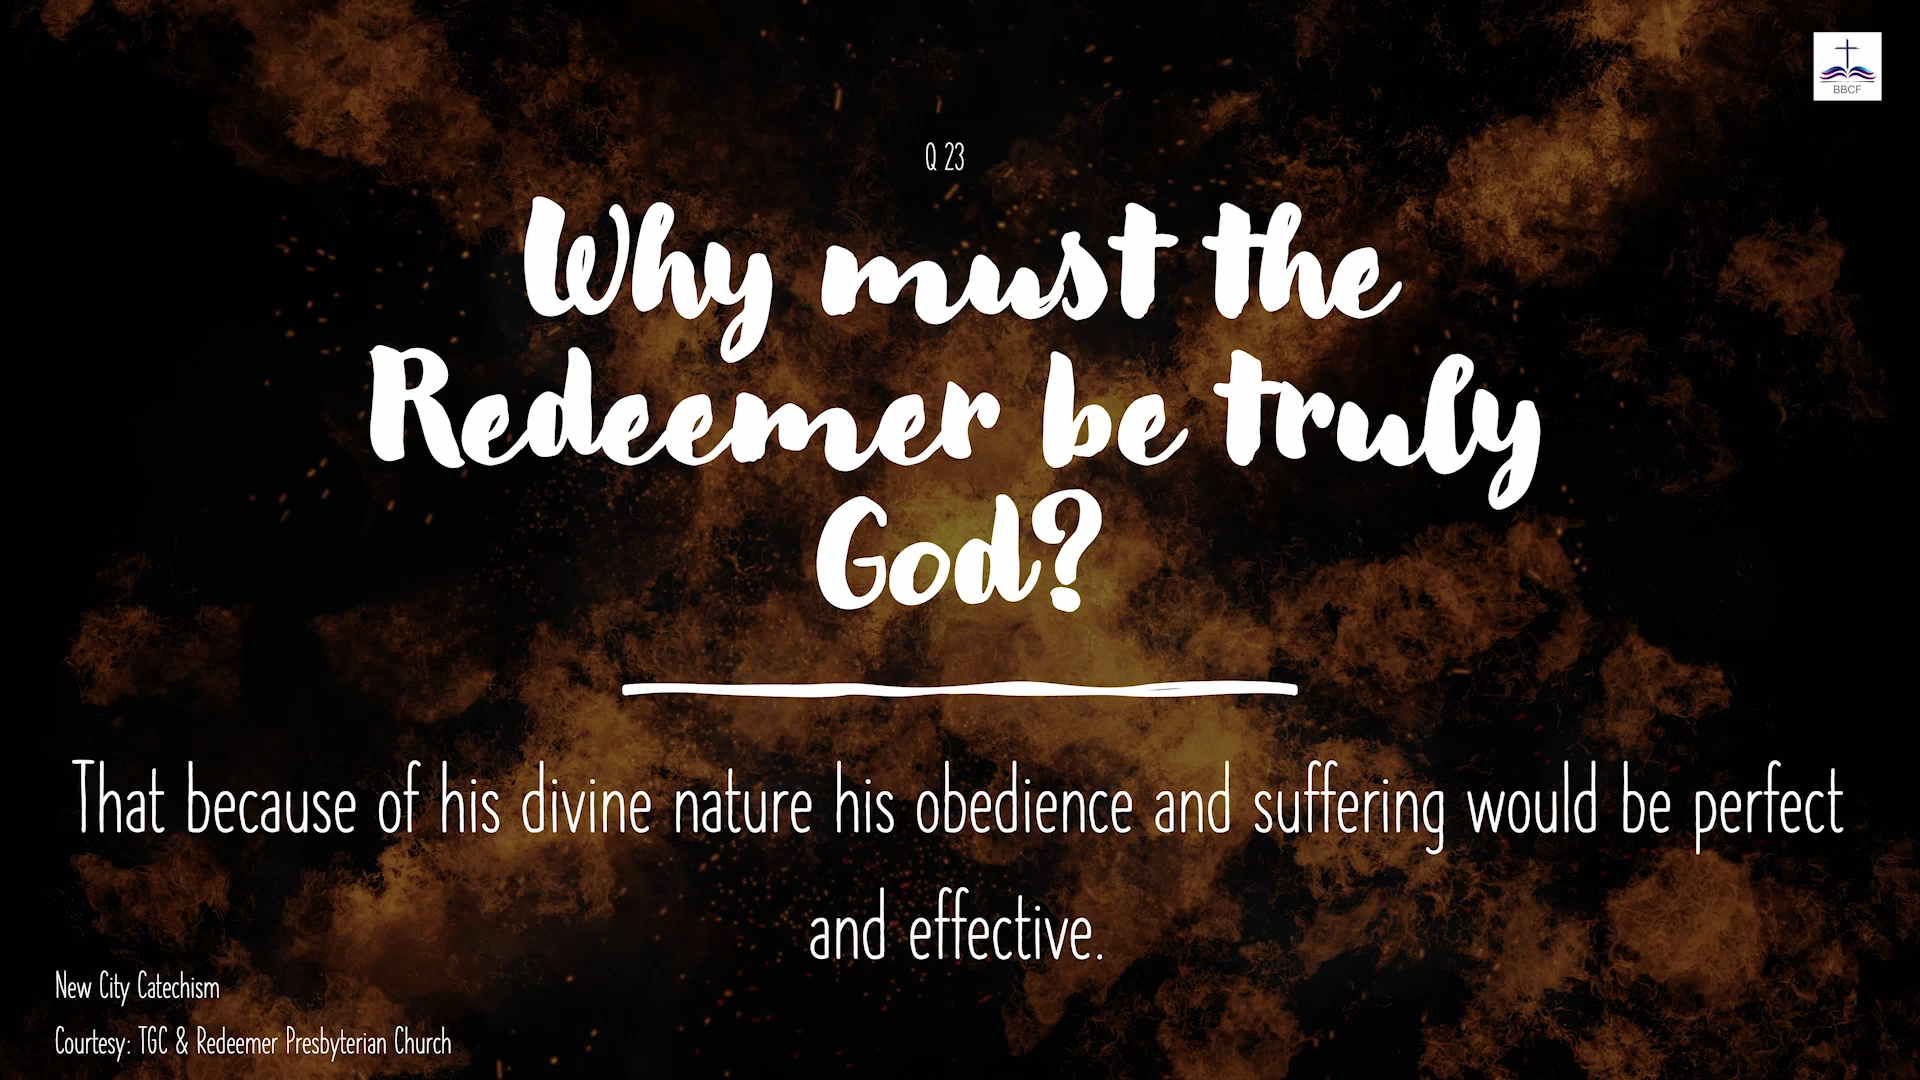 BBCF
Q 23
Why must the
Redeemer be truly
God?
That because of his divine nature his obedience and suffering would be perfect
and effective.
New City Catechism
Courtesy: TGC & Redeemer Presbyterian Church